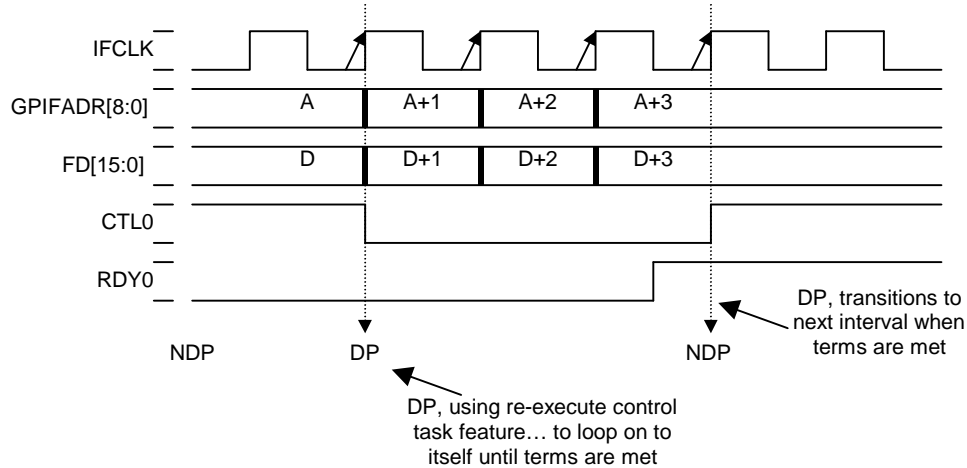 IFCLK
GPIFADR[8:0]
A
A+1
A+2
A+3
FD[15:0]
D
D+1
D+2
D+3
CTL0
RDY0
NDP
DP
NDP
DP, transitions to
next interval when
terms are met
DP, using re-execute control
task feature… to loop on to
itself until terms are met